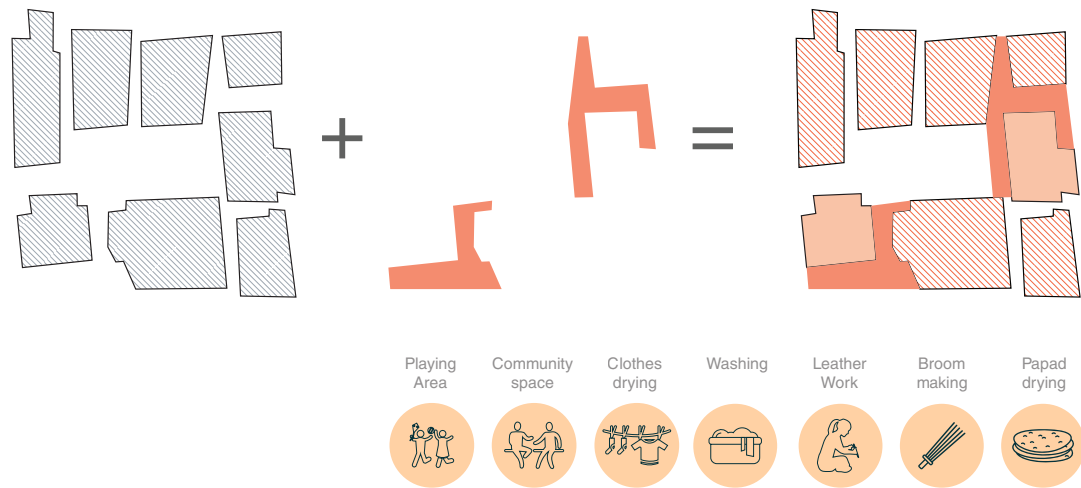 +
=
Playing
Area
Community
space
Clothes
drying
Washing
Leather
Work
Broom
making
Papad
drying